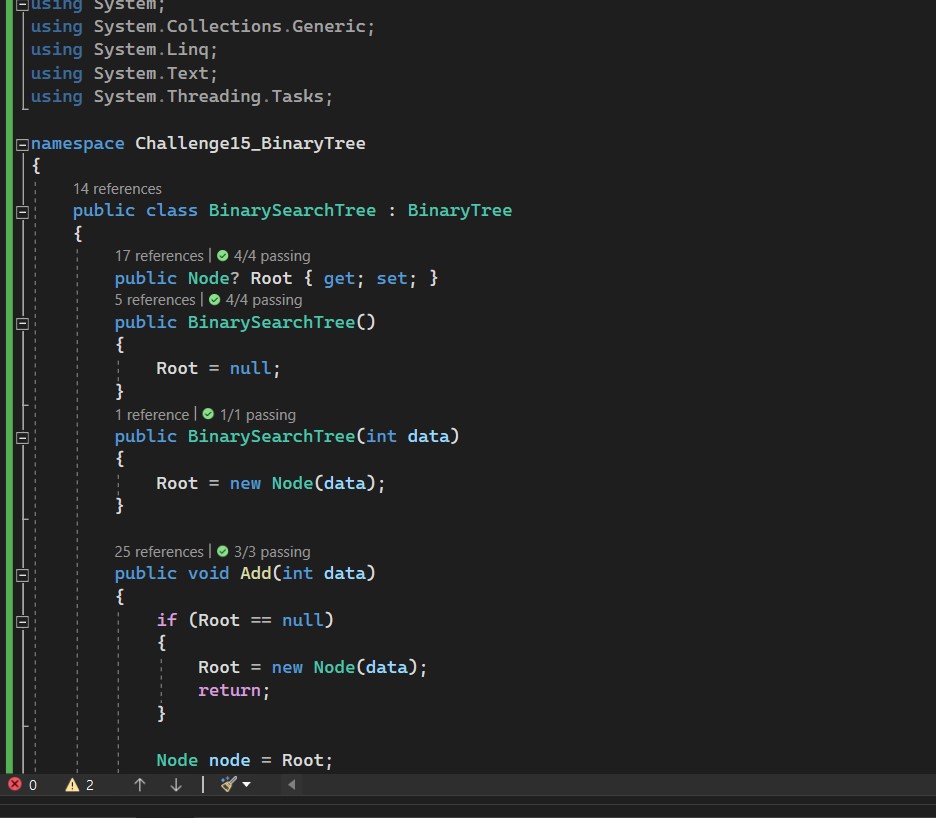 using System;
using System.Collections.Generic;
using System.Linq;
using System.Text;
using System.Threading.Tasks;
namespace Challenge15_BinaryTree
{
14 references
public class BinarySearchTree : BinaryTree
{
17 references | 4/4 passing
public Node? Root { get; set; }
5 references | 4/4 passing
public BinarySearchTree()
{
Root = null;
}
1 reference | 1/1 passing
public BinarySearchTree(int data)
{
Root = new Node(data);
}
25 references | 3/3 passing
public void Add(int data)
{
if (Root == null)
{
Root = new Node(data);
return;
}
Node node = Root;
0 2